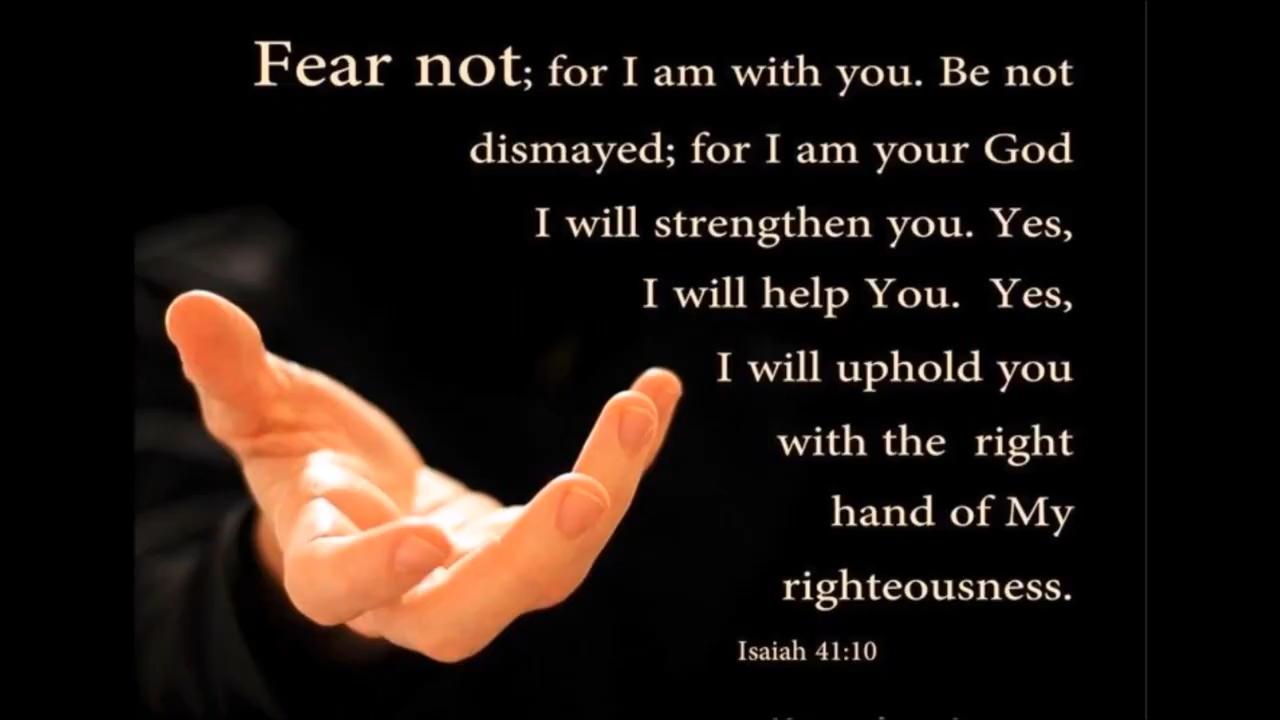 Fear not; for I am with you. Be not
dismayed; for I am your God
I will strengthen you. Yes,
I will help You. Yes,
I will uphold you
with the right
hand of My
righteousness.
Isaiah 41:10